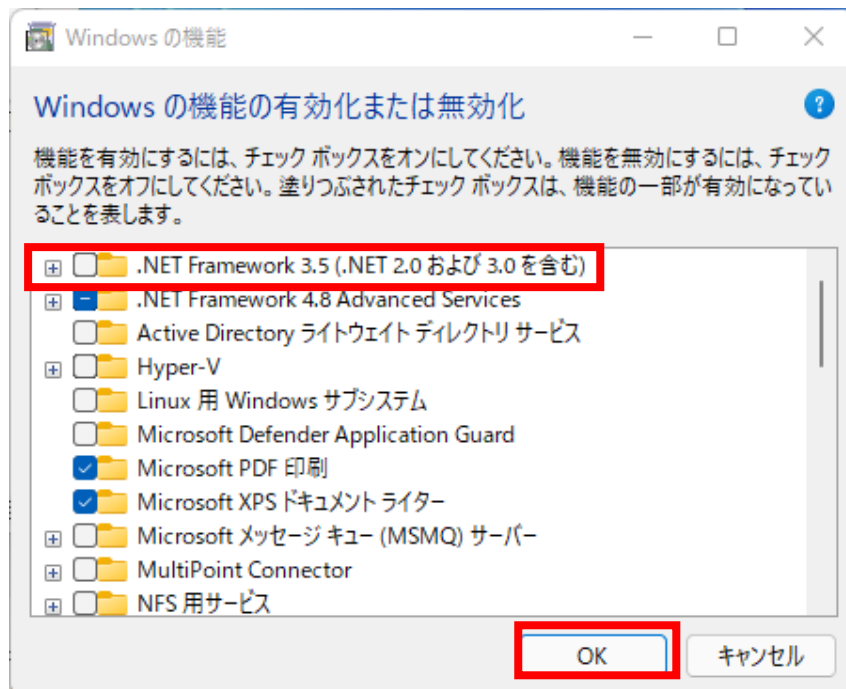 Windows の機能
Windows の機能の有効化または無効化
?
機能を有効にするには、チェック ボックスをオンにしてください。機能を無効にするには、チェック
ボックスをオフにしてください。塗りつぶされたチェック ボックスは、機能の一部が有効になってい
ることを表します。
.NET Framework 3.5 (.NET 2.0 および 3.0 を含む)
.NET Framework 4.8 Advanced Services
Active Directory ライトウェイト ディレクトリ サービス
Hyper-V
Linux 用 Windows サブシステム
Microsoft Defender Application Guard
Microsoft PDF 印刷
Microsoft XPS ドキュメント ライター
Microsoft メッセージ キュー (MSMQ) サーバー
MultiPoint Connector
NFS 用サービス
OK キャンセル